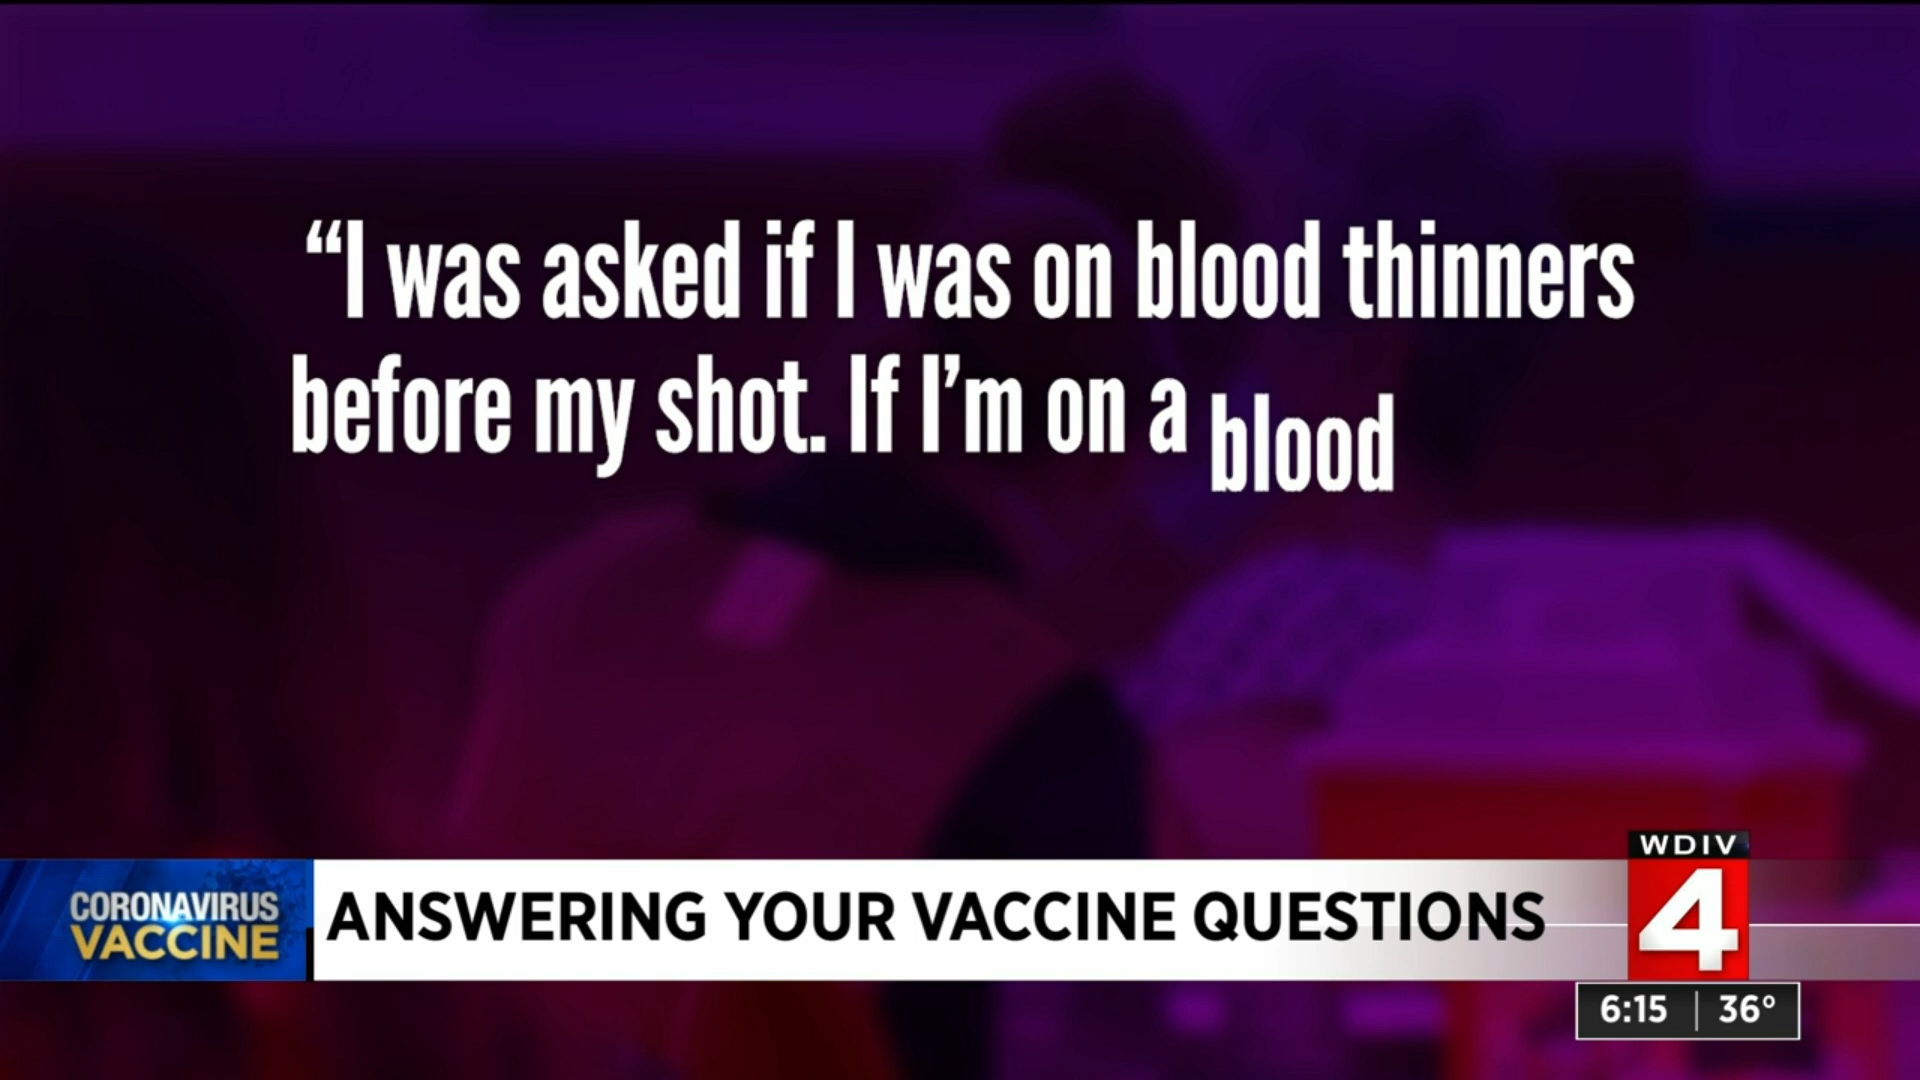 “I was asked if I was on blood thinners
before my shot. If I’m on a blood
CORONAVIRUS
VACCINE
ANSWERING YOUR VACCINE QUESTIONS
WDIV
4
6:15 36°